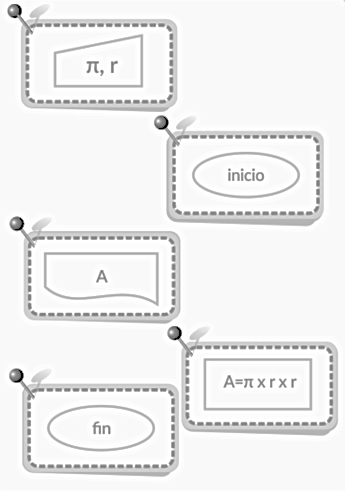 π, r
inicio
A
A=π x r x r
fin